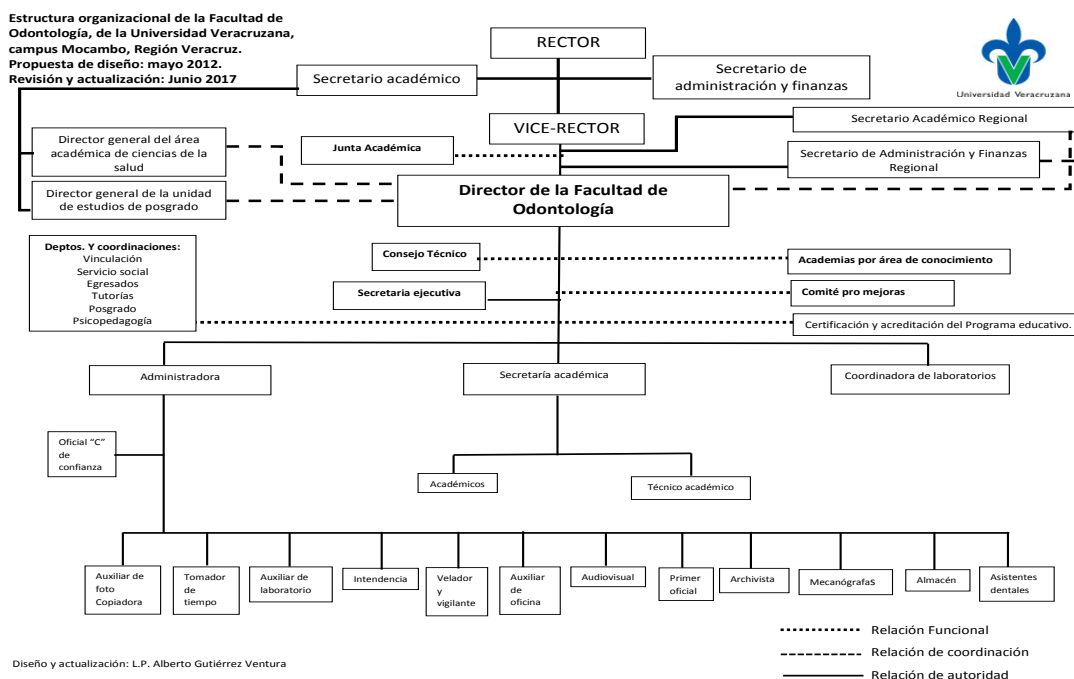 Estructura organizacional de la Facultad de
Odontología, de la Universidad Veracruzana,
campus Mocambo, Región Veracruz.
Propuesta de diseño: mayo 2012.
Revisión y actualización: Junio 2017
RECTOR
Universidad Veracruzana
Secretario académico
Secretario de
administración y finanzas
VICE-RECTOR
Secretario Académico Regional
Director general del área
académica de ciencias de la
salud
Junta Académica
Secretario de Administración y Finanzas
Regional
Director general de la unidad
de estudios de posgrado
Director de la Facultad de
Odontología
Deptos. Y coordinaciones:
Vinculación
Servicio social
Egresados
Tutorías
Posgrado
Psicopedagogía
Consejo Técnico
Academias por área de conocimiento
Secretaria ejecutiva
Comité pro mejoras
Certificación y acreditación del Programa educativo.
Administradora
Secretaría académica
Coordinadora de laboratorios
Oficial “C”
de
confianza
Académicos
Técnico académico
Auxiliar de
foto
Copiadora
Tomador
de
tiempo
Auxiliar de
laboratorio
Intendencia
Velador
y
vigilante
Auxiliar
de
oficina
Audiovisual
Primer
oficial
Archivista
Mecanógrafas
Almacén
Asistentes
dentales
Relación Funcional
Relación de coordinación
Relación de autoridad
Diseño y actualización: L.P. Alberto Gutiérrez Ventura